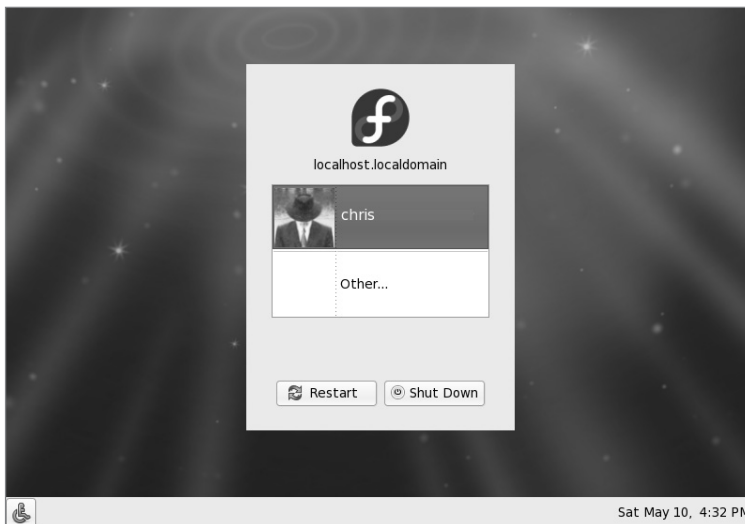 localhost.localdomain
chris
Other...
Restart
Shut Down
Sat May 10, 4:32 PM